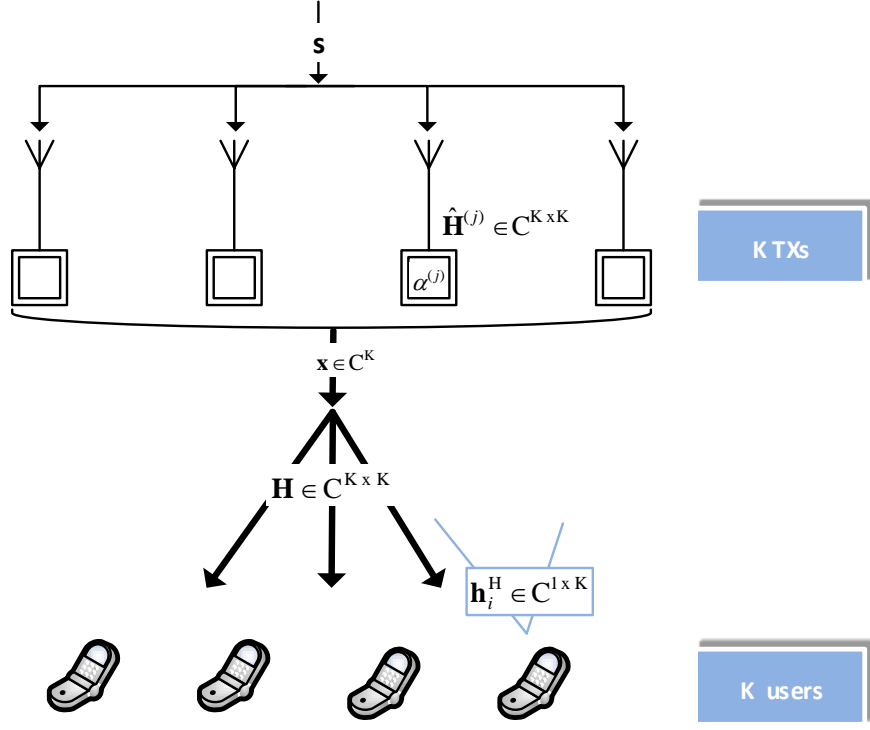 s
Ĥ^(j) ∈ C^K x K
K TXs
α^(j)
x ∈ C^K
H ∈ C^K x K
h_i^H ∈ C^1 x K
K users